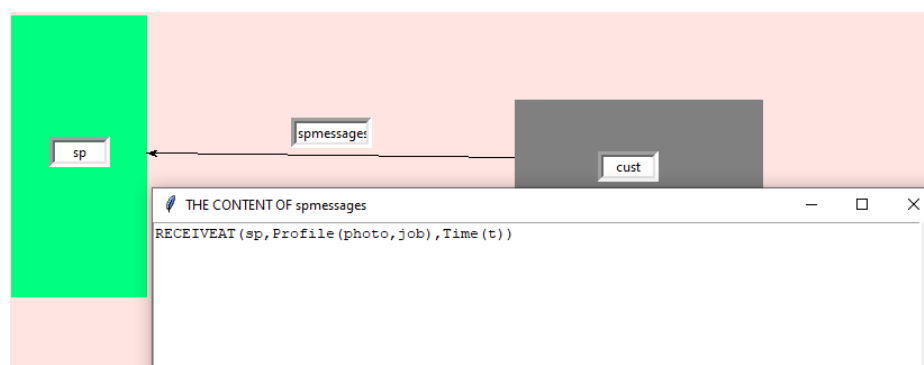 spmessages
sp
cust
THE CONTENT OF spmessages
RECEIVEAT(sp,Profile(photo,job),Time(t))